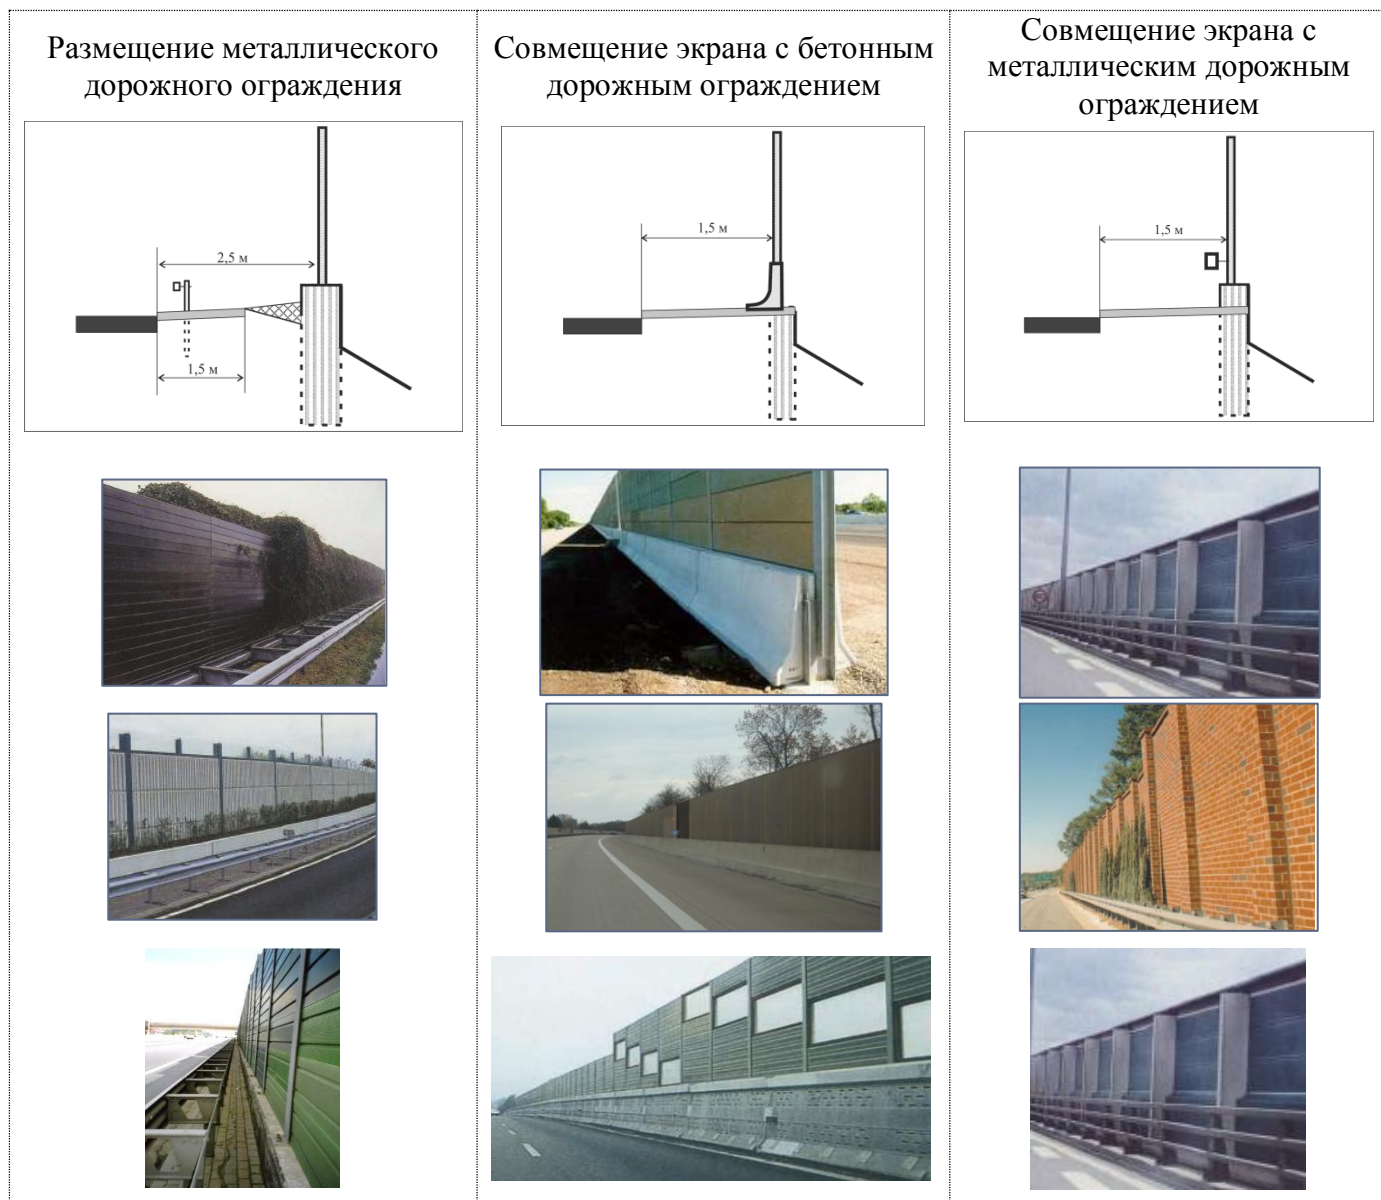 Размещение металлического
дорожного ограждения
2,5 м
1,5 м
Совмещение экрана с бетонным
дорожным ограждением
1,5 м
Совмещение экрана с
металлическим дорожным
ограждением
1,5 м